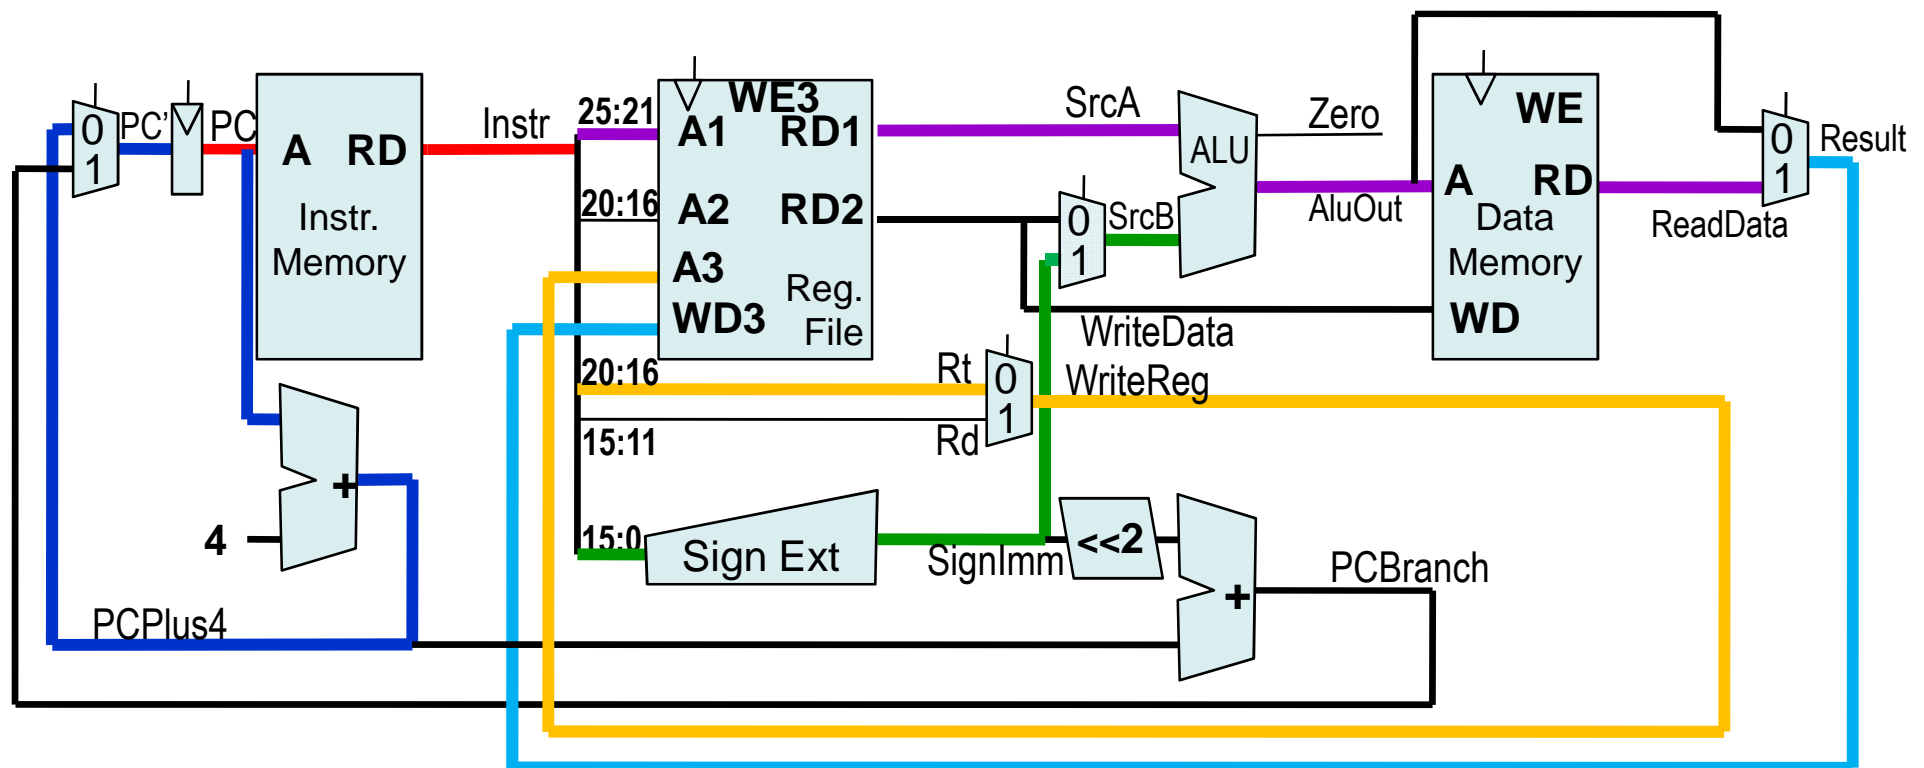 0
1
PC'
PC
A RD
Instr.
Memory
Instr
25:21
20:16
WE3
A1 RD1
A2 RD2
A3
WD3
Reg.
File
SrcA
0
1
SrcB
ALU
Zero
AluOut
WE
A RD
Data
Memory
WD
ReadData
0
1
Result
WriteData
20:16
Rt
0
1
WriteReg
15:11
Rd
+
4
15:0
Sign Ext
SignImm
<<2
+
PCBranch
PCPlus4